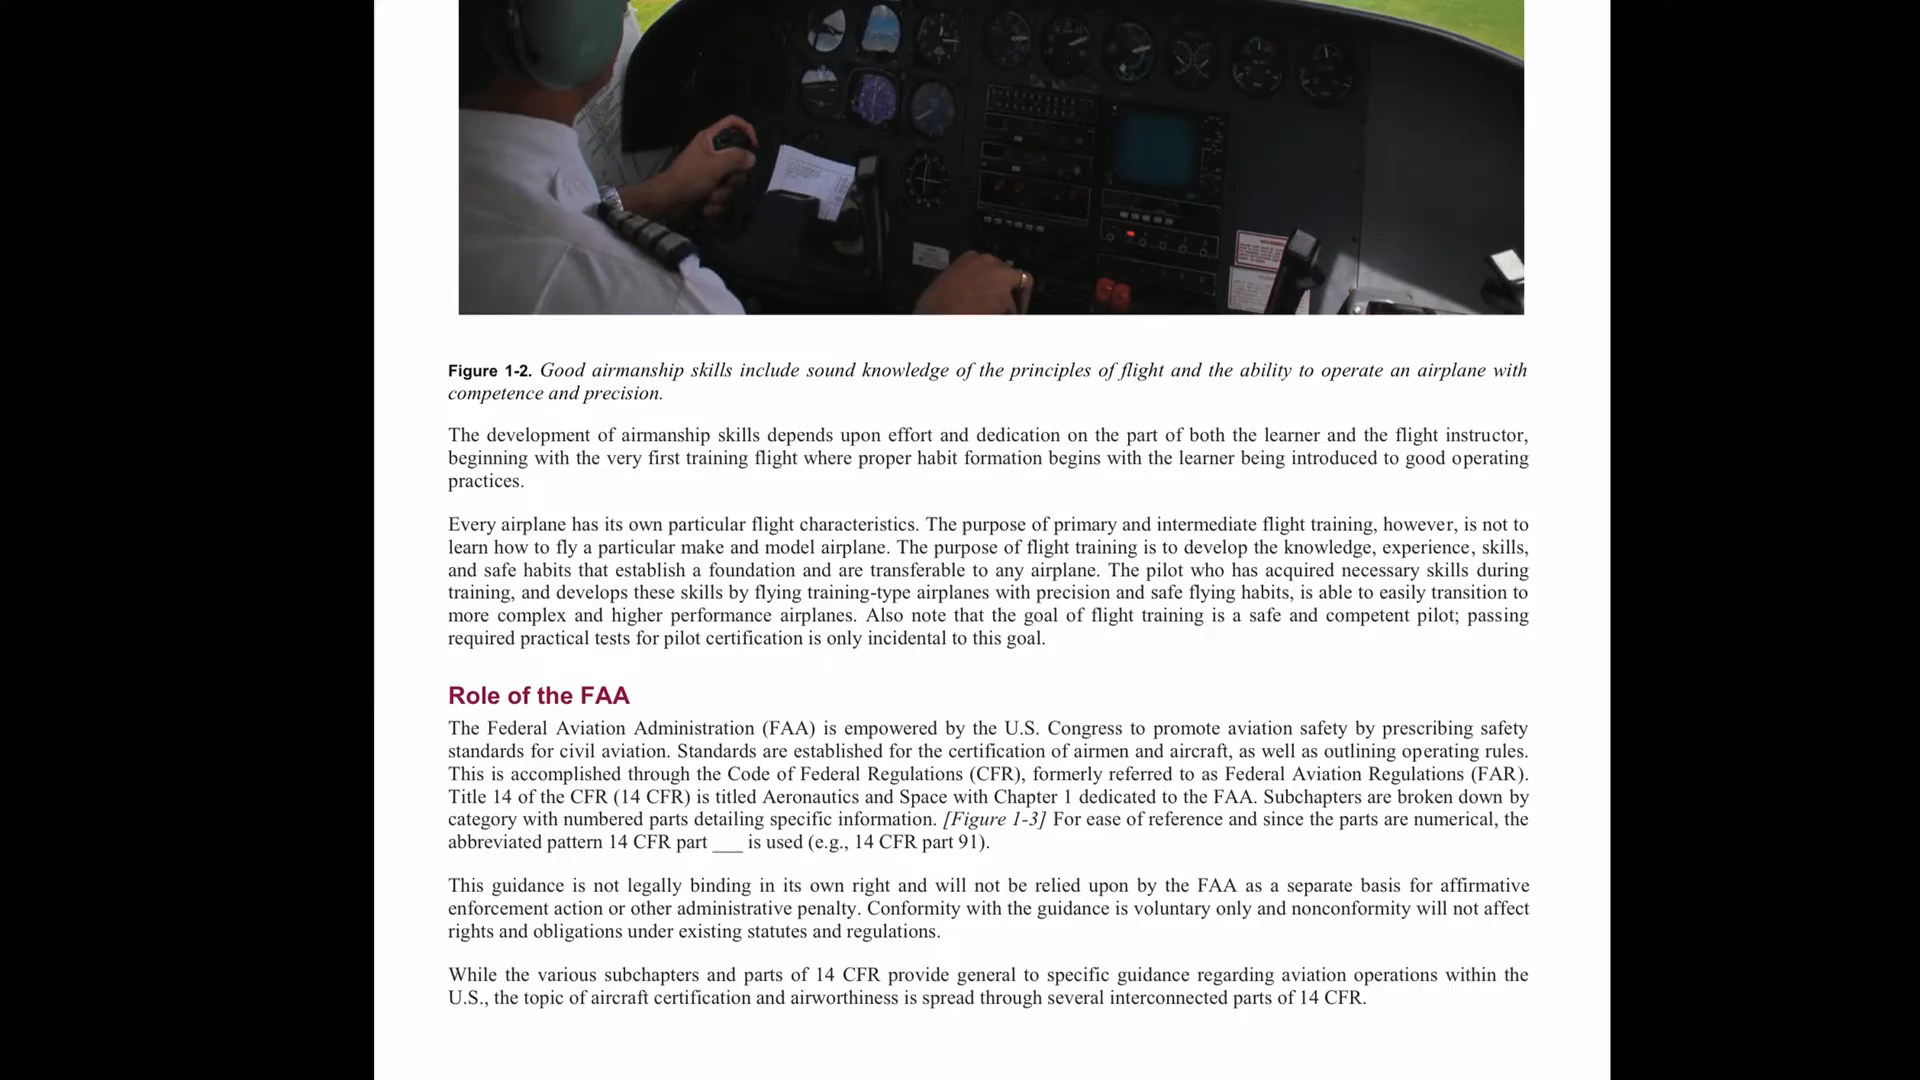 Figure 1-2. Good airmanship skills include sound knowledge of the principles of flight and the ability to operate an airplane with
competence and precision.
The development of airmanship skills depends upon effort and dedication on the part of both the learner and the flight instructor,
beginning with the very first training flight where proper habit formation begins with the learner being introduced to good operating
practices.
Every airplane has its own particular flight characteristics. The purpose of primary and intermediate flight training, however, is not to
learn how to fly a particular make and model airplane. The purpose of flight training is to develop the knowledge, experience, skills,
and safe habits that establish a foundation and are transferable to any airplane. The pilot who has acquired necessary skills during
training, and develops these skills by flying training-type airplanes with precision and safe flying habits, is able to easily transition to
more complex and higher performance airplanes. Also note that the goal of flight training is a safe and competent pilot; passing
required practical tests for pilot certification is only incidental to this goal.
Role of the FAA
The Federal Aviation Administration (FAA) is empowered by the U.S. Congress to promote aviation safety by prescribing safety
standards for civil aviation. Standards are established for the certification of airmen and aircraft, as well as outlining operating rules.
This is accomplished through the Code of Federal Regulations (CFR), formerly referred to as Federal Aviation Regulations (FAR).
Title 14 of the CFR (14 CFR) is titled Aeronautics and Space with Chapter 1 dedicated to the FAA. Subchapters are broken down by
category with numbered parts detailing specific information. [Figure 1-3] For ease of reference and since the parts are numerical, the
abbreviated pattern 14 CFR part ___ is used (e.g., 14 CFR part 91).
This guidance is not legally binding in its own right and will not be relied upon by the FAA as a separate basis for affirmative
enforcement action or other administrative penalty. Conformity with the guidance is voluntary only and nonconformity will not affect
rights and obligations under existing statutes and regulations.
While the various subchapters and parts of 14 CFR provide general to specific guidance regarding aviation operations within the
U.S., the topic of aircraft certification and airworthiness is spread through several interconnected parts of 14 CFR.